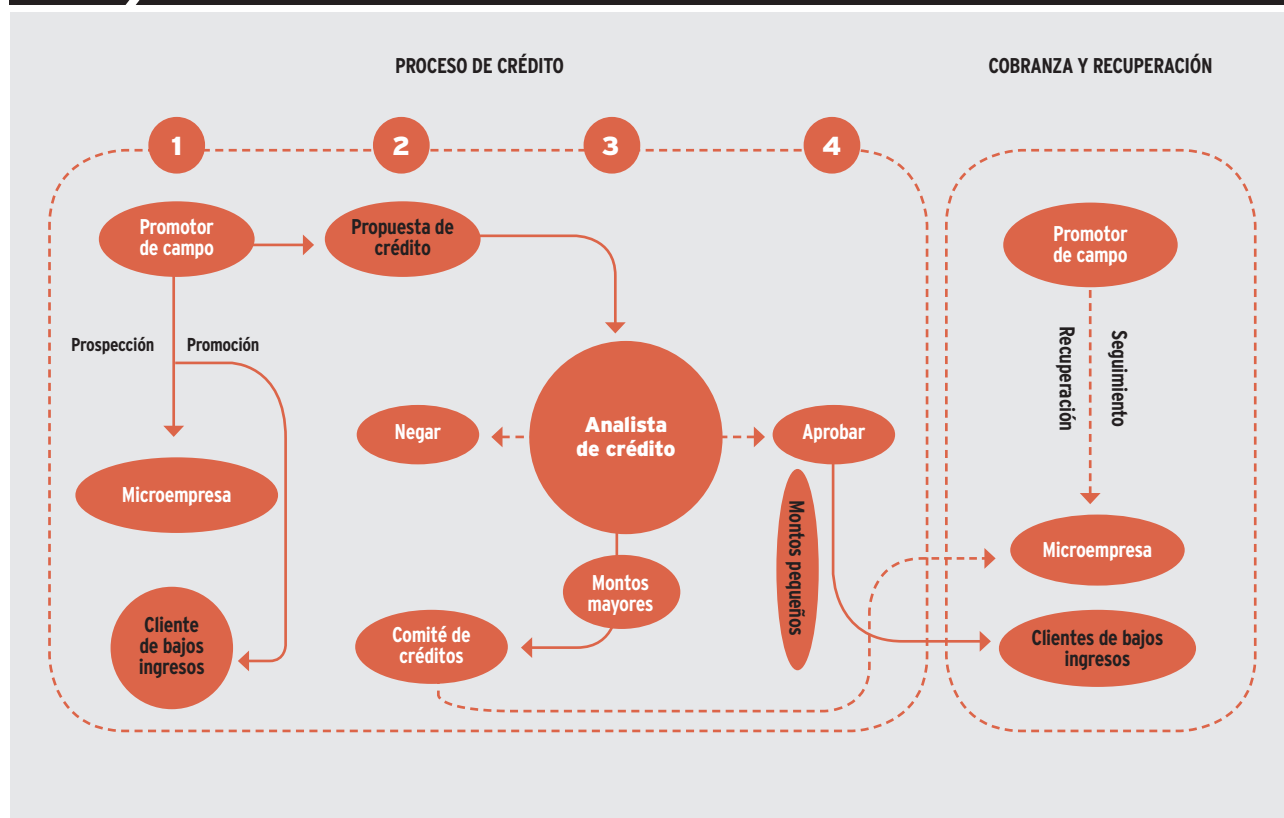 PROCESO DE CRÉDITO
COBRANZA Y RECUPERACIÓN
1
2
3
4
Promotor
de campo
Propuesta de
crédito
Promotor
de campo
Prospección
Promoción
Recuperación
Seguimiento
Negar
Analista
de crédito
Aprobar
Microempresa
Montos pequeños
Microempresa
Montos
mayores
Cliente
de bajos
ingresos
Comité de
créditos
Clientes de bajos
ingresos